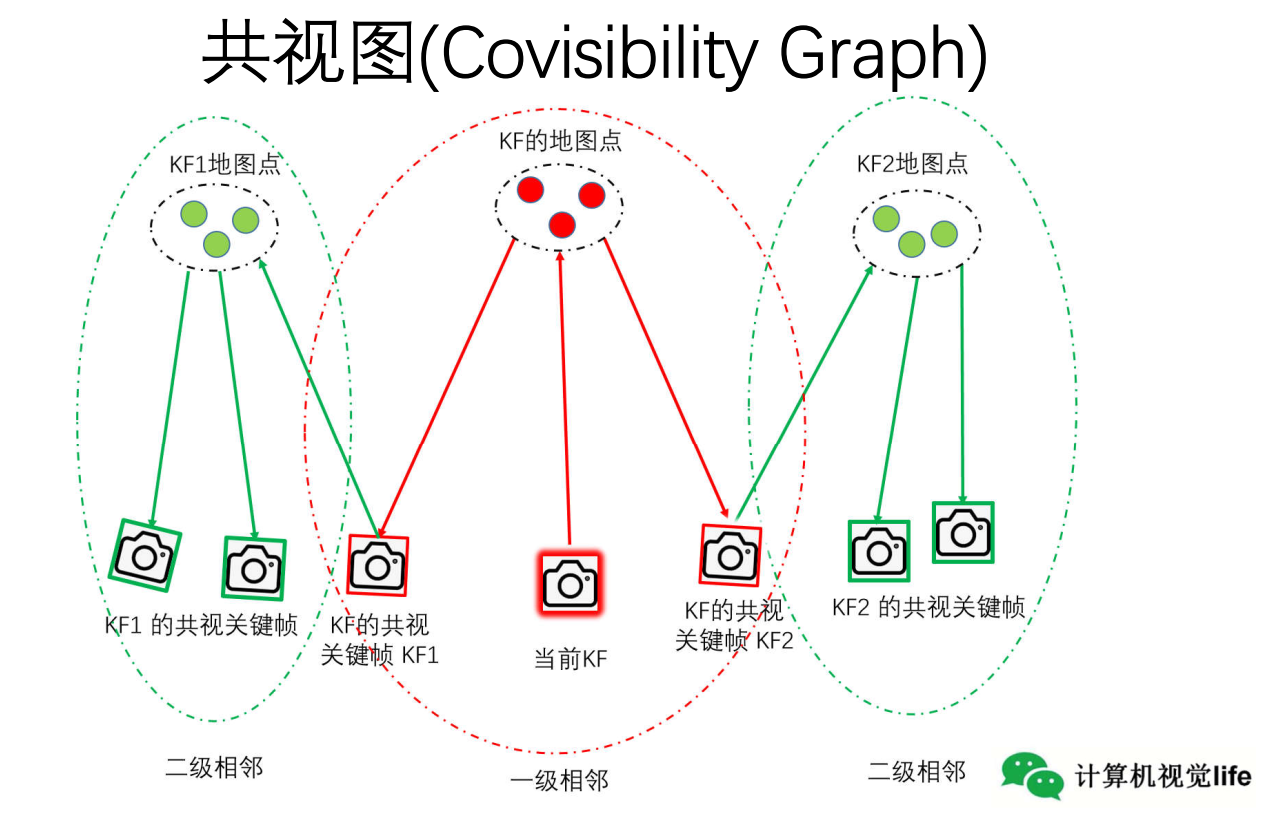 共视图(Covisibility Graph)
KF1地图点
KF的地图点
KF2地图点
KF1 的共视关键帧
KF的共视
关键帧 KF1
当前KF
KF的共视
关键帧 KF2
KF2 的共视关键帧
二级相邻
一级相邻
二级相邻
计算机视觉life